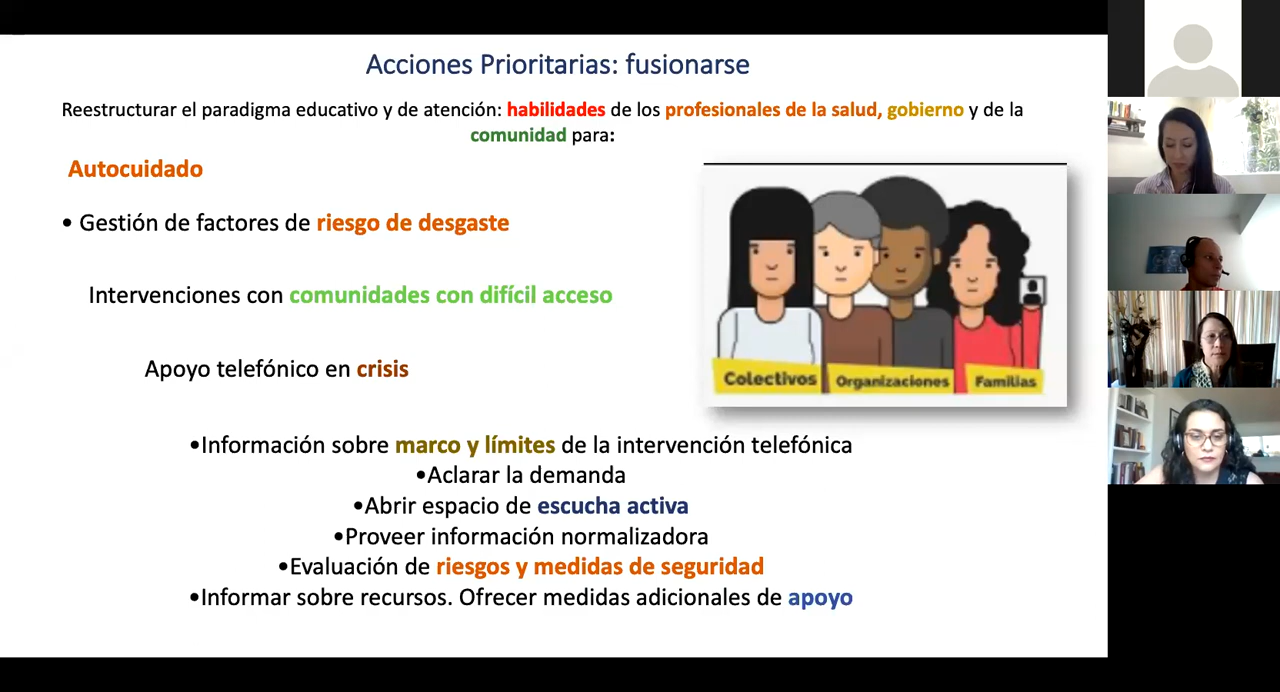 Acciones Prioritarias: fusionarse
Reestructurar el paradigma educativo y de atención: habilidades de los profesionales de la salud, gobierno y de la
comunidad para:
Autocuidado
• Gestión de factores de riesgo de desgaste
Intervenciones con comunidades con difícil acceso
Apoyo telefónico en crisis
Colectivos Organizaciones Familias
•Información sobre marco y límites de la intervención telefónica
•Aclarar la demanda
•Abrir espacio de escucha activa
•Proveer información normalizadora
•Evaluación de riesgos y medidas de seguridad
•Informar sobre recursos. Ofrecer medidas adicionales de apoyo